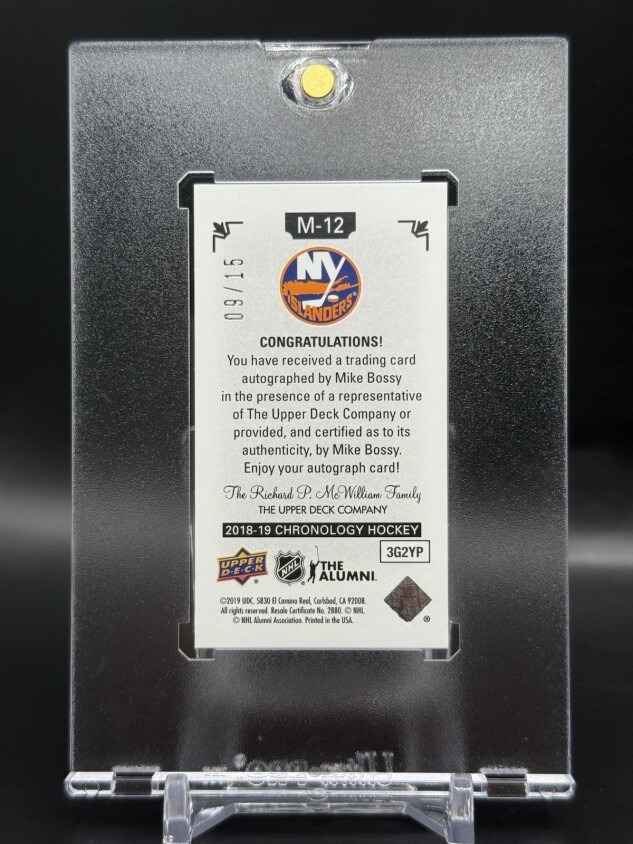 M-12
09/15
NY
ISLANDERS
CONGRATULATIONS!
You have received a trading card
autographed by Mike Bossy
in the presence of a representative
of The Upper Deck Company or
provided, and certified as to its
authenticity, by Mike Bossy.
Enjoy your autograph card!
The Richard P. McWilliam Family
THE UPPER DECK COMPANY
2018-19 CHRONOLOGY HOCKEY
3G2YP
UPPER
D·E·C·K
NHL
THE
ALUMNI
©2019 UDC. 5830 El Camino Real, Carlsbad, CA 92008.
All rights reserved. Resale Certificate No. 2880. © NHL.
© NHL Alumni Association. Printed in the USA.
®